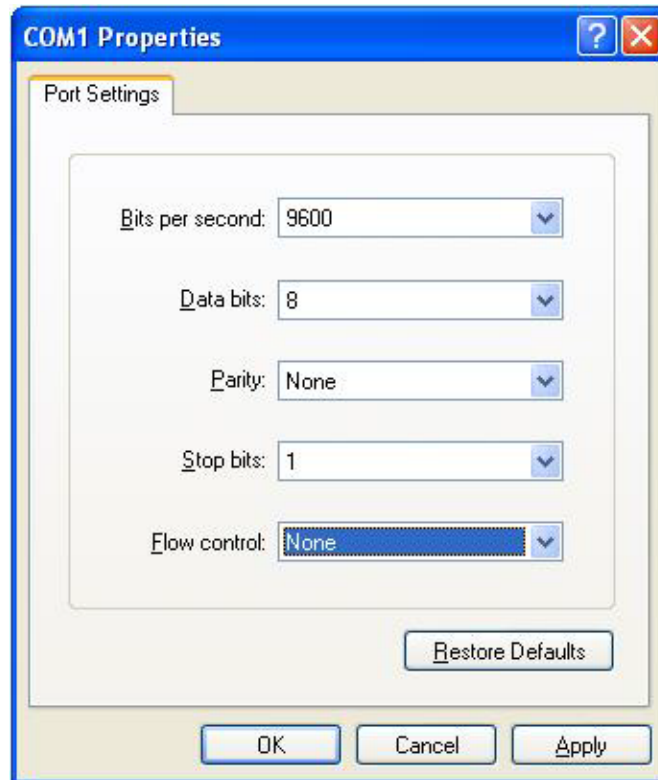 COM1 Properties
Port Settings
Bits per second: 9600
Data bits: 8
Parity: None
Stop bits: 1
Flow control: None
Restore Defaults
OK Cancel Apply